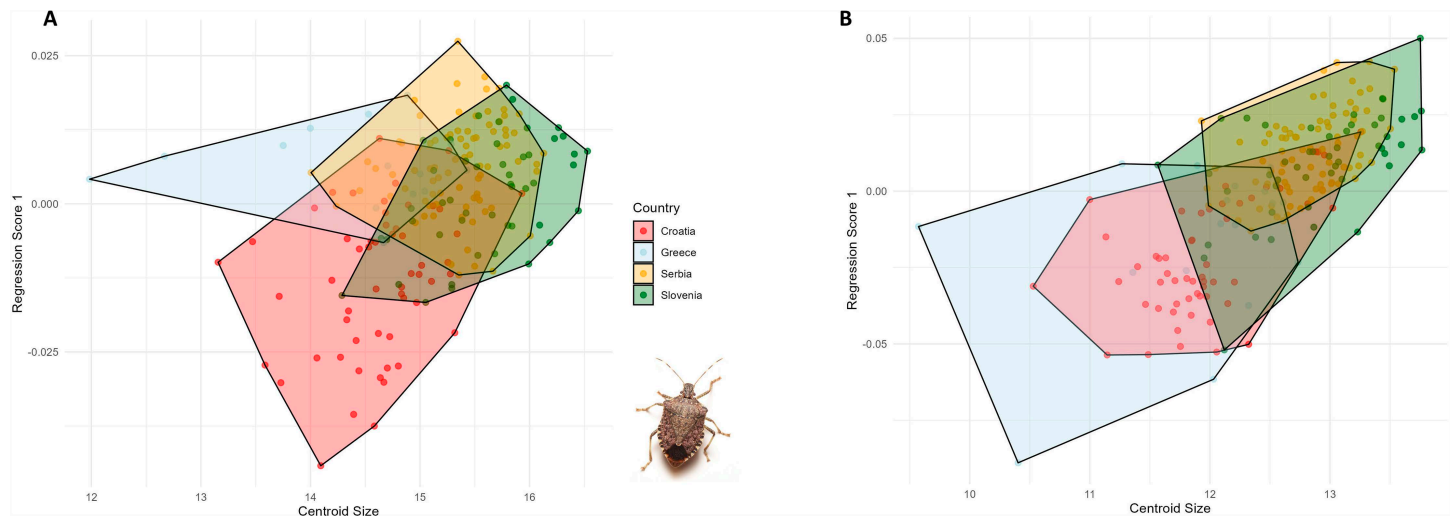 A
Regression Score 1
0.025
0.000
-0.025
12 13 14 15 16
Centroid Size
Country
Croatia
Greece
Serbia
Slovenia
B
Regression Score 1
0.05
0.00
-0.05
10 11 12 13
Centroid Size